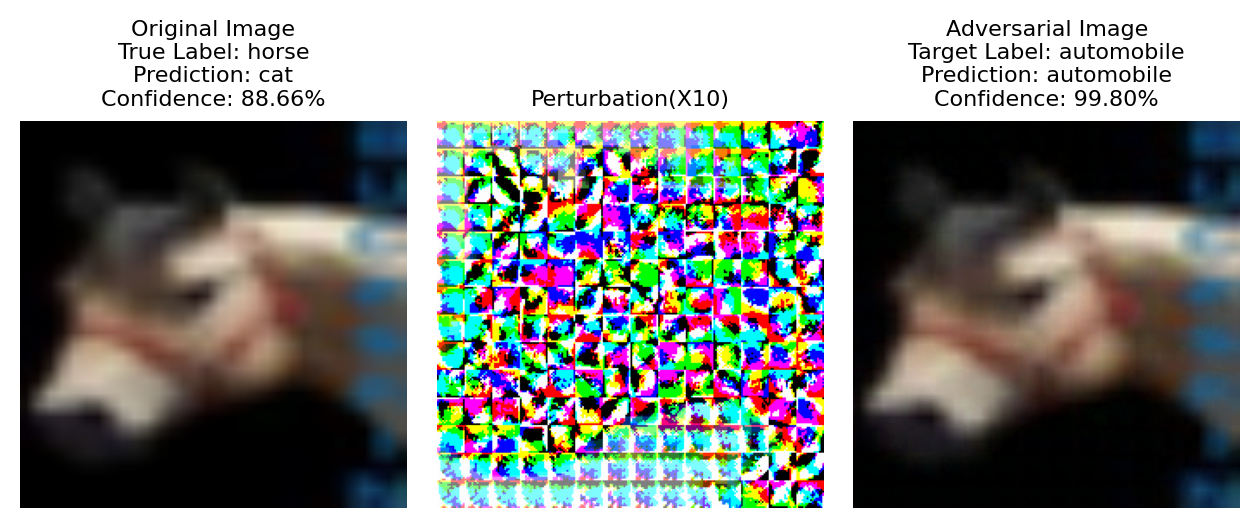 Original Image
True Label: horse
Prediction: cat
Confidence: 88.66%
Perturbation(X10)
Adversarial Image
Target Label: automobile
Prediction: automobile
Confidence: 99.80%